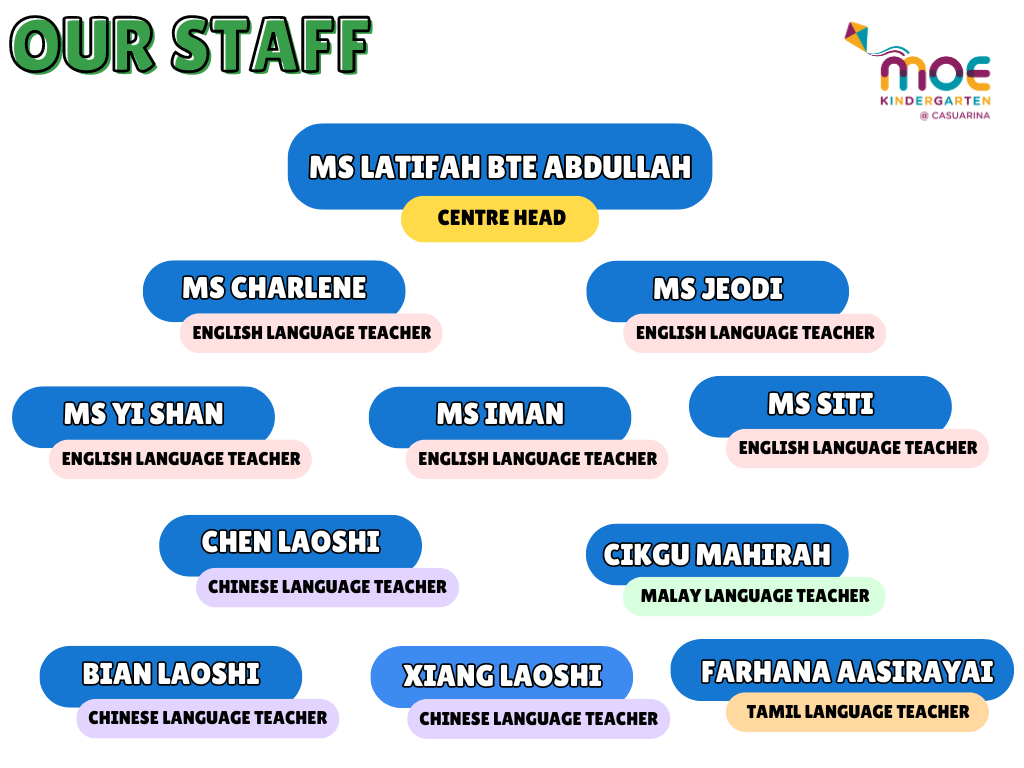 OUR STAFF
MOE
KINDERGARTEN
@ CASUARINA
MS LATIFAH BTE ABDULLAH
CENTRE HEAD
MS CHARLENE
ENGLISH LANGUAGE TEACHER
MS JEODI
ENGLISH LANGUAGE TEACHER
MS YI SHAN
ENGLISH LANGUAGE TEACHER
MS IMAN
ENGLISH LANGUAGE TEACHER
MS SITI
ENGLISH LANGUAGE TEACHER
CHEN LAOSHI
CHINESE LANGUAGE TEACHER
CIKGU MAHIRAH
MALAY LANGUAGE TEACHER
BIAN LAOSHI
CHINESE LANGUAGE TEACHER
XIANG LAOSHI
CHINESE LANGUAGE TEACHER
FARHANA AASIRAYAI
TAMIL LANGUAGE TEACHER